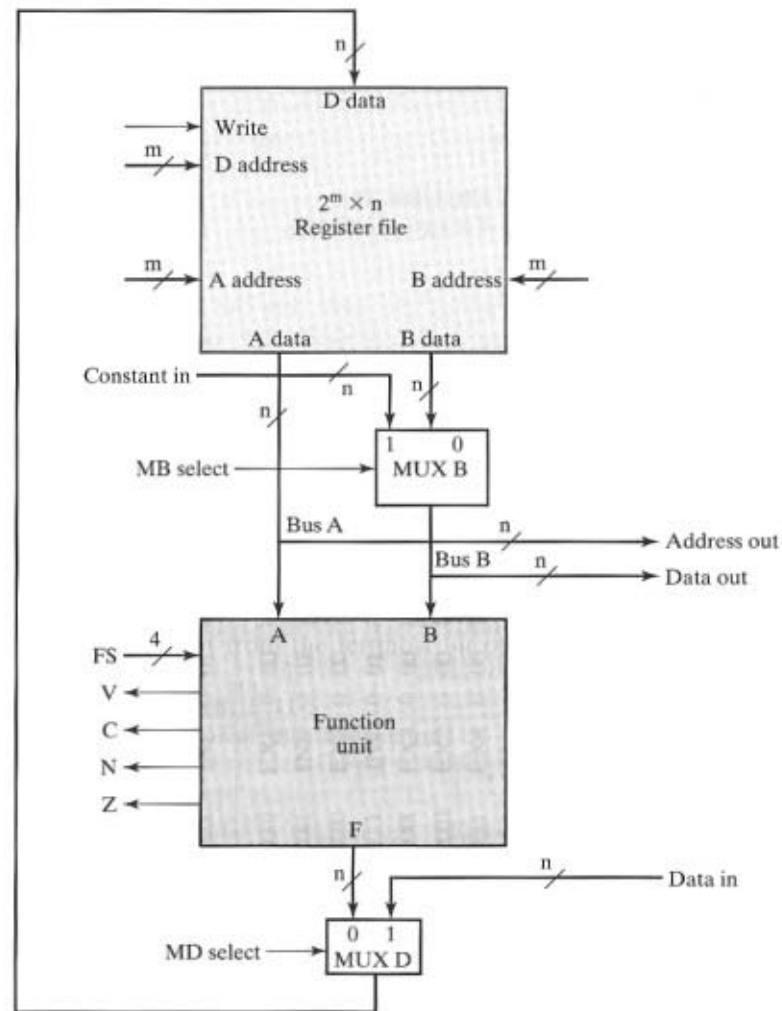 n
D data
Write
m
D address
2^m × n
Register file
m
A address
B address
m
A data
B data
Constant in
n
n
n
1 0
MB select
MUX B
Bus A
n
Address out
Bus B
n
Data out
A
B
FS
4
V
C
Function
unit
N
Z
F
n
n
Data in
0 1
MD select
MUX D